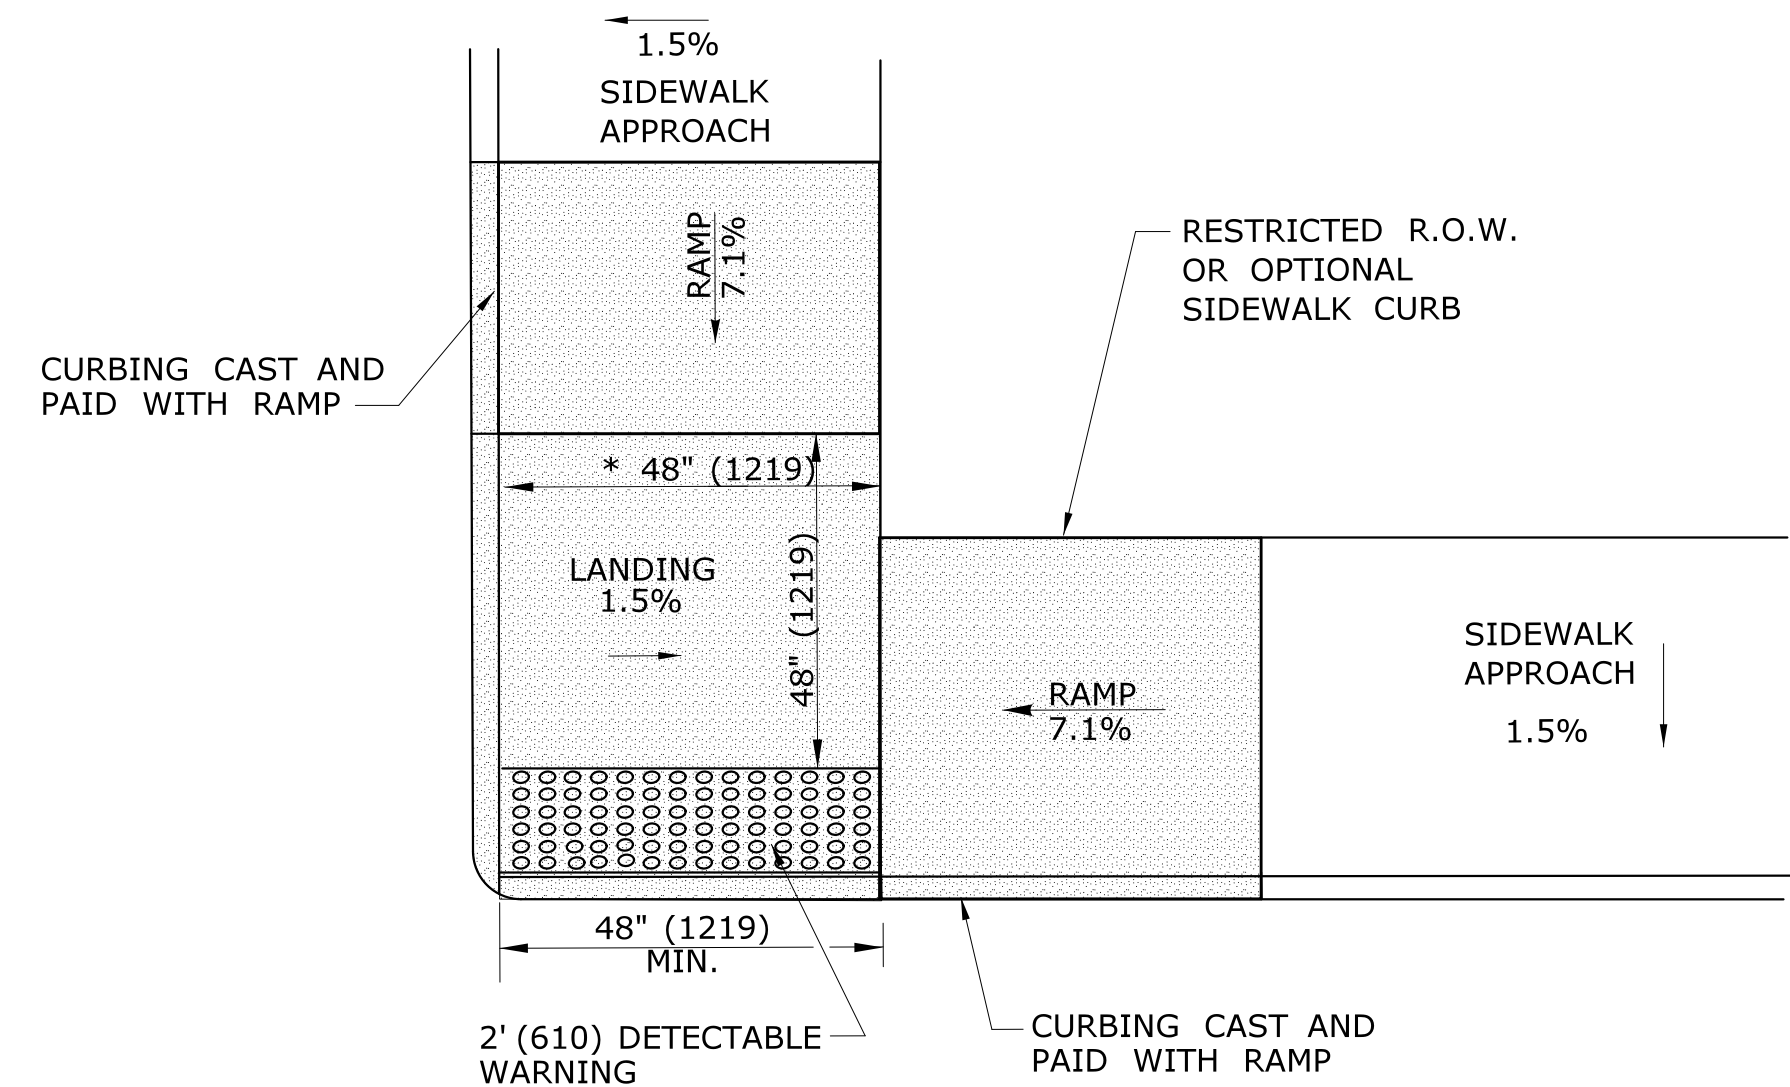 1.5%
SIDEWALK
APPROACH
RAMP
7.1%
RESTRICTED R.O.W.
OR OPTIONAL
SIDEWALK CURB
CURBING CAST AND
PAID WITH RAMP
* 48" (1219)
48" (1219)
LANDING
1.5%
SIDEWALK
APPROACH
1.5%
RAMP
7.1%
48" (1219)
MIN.
2' (610) DETECTABLE
WARNING
CURBING CAST AND
PAID WITH RAMP